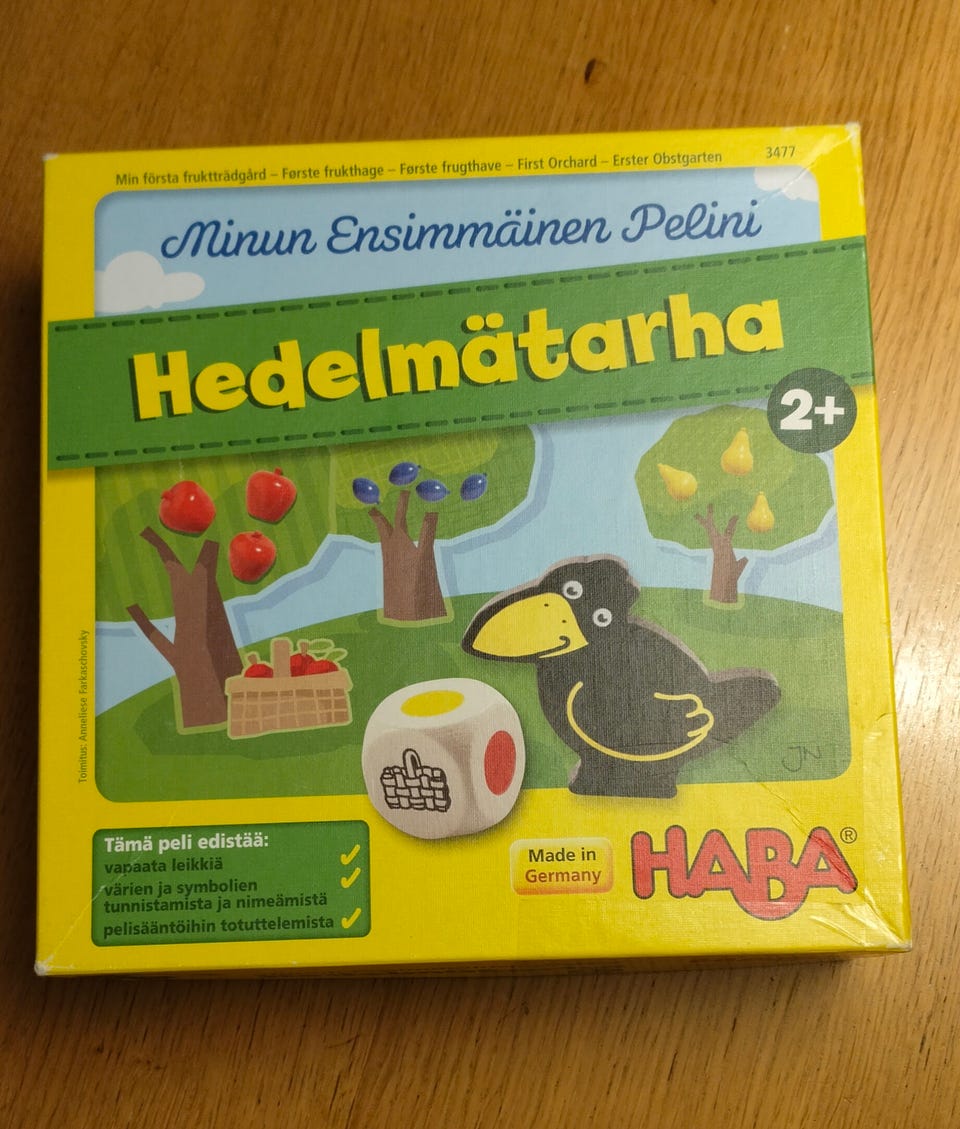 Min första fruktträdgård – Første frukthage – Første frugthave – First Orchard – Erster Obstgarten
3477
Minun Ensimmäinen Pelini
Hedelmätarha
2+
Toimitus: Anneliese Farkaschovsky
JN
Tämä peli edistää:
vapaata leikkiä
värien ja symbolien
tunnistamista ja nimeämistä
pelisääntöihin totuttelemista
Made in
Germany
HABA®